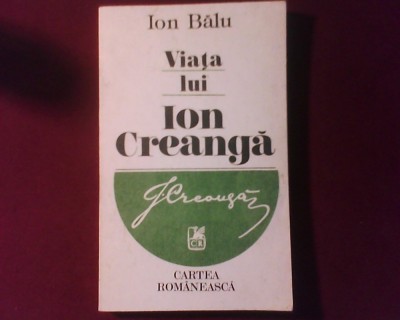 Ion Bălu
Viața
lui
Ion
Creangă
J. Creangă
CR
CARTEA
ROMÂNEASCĂ